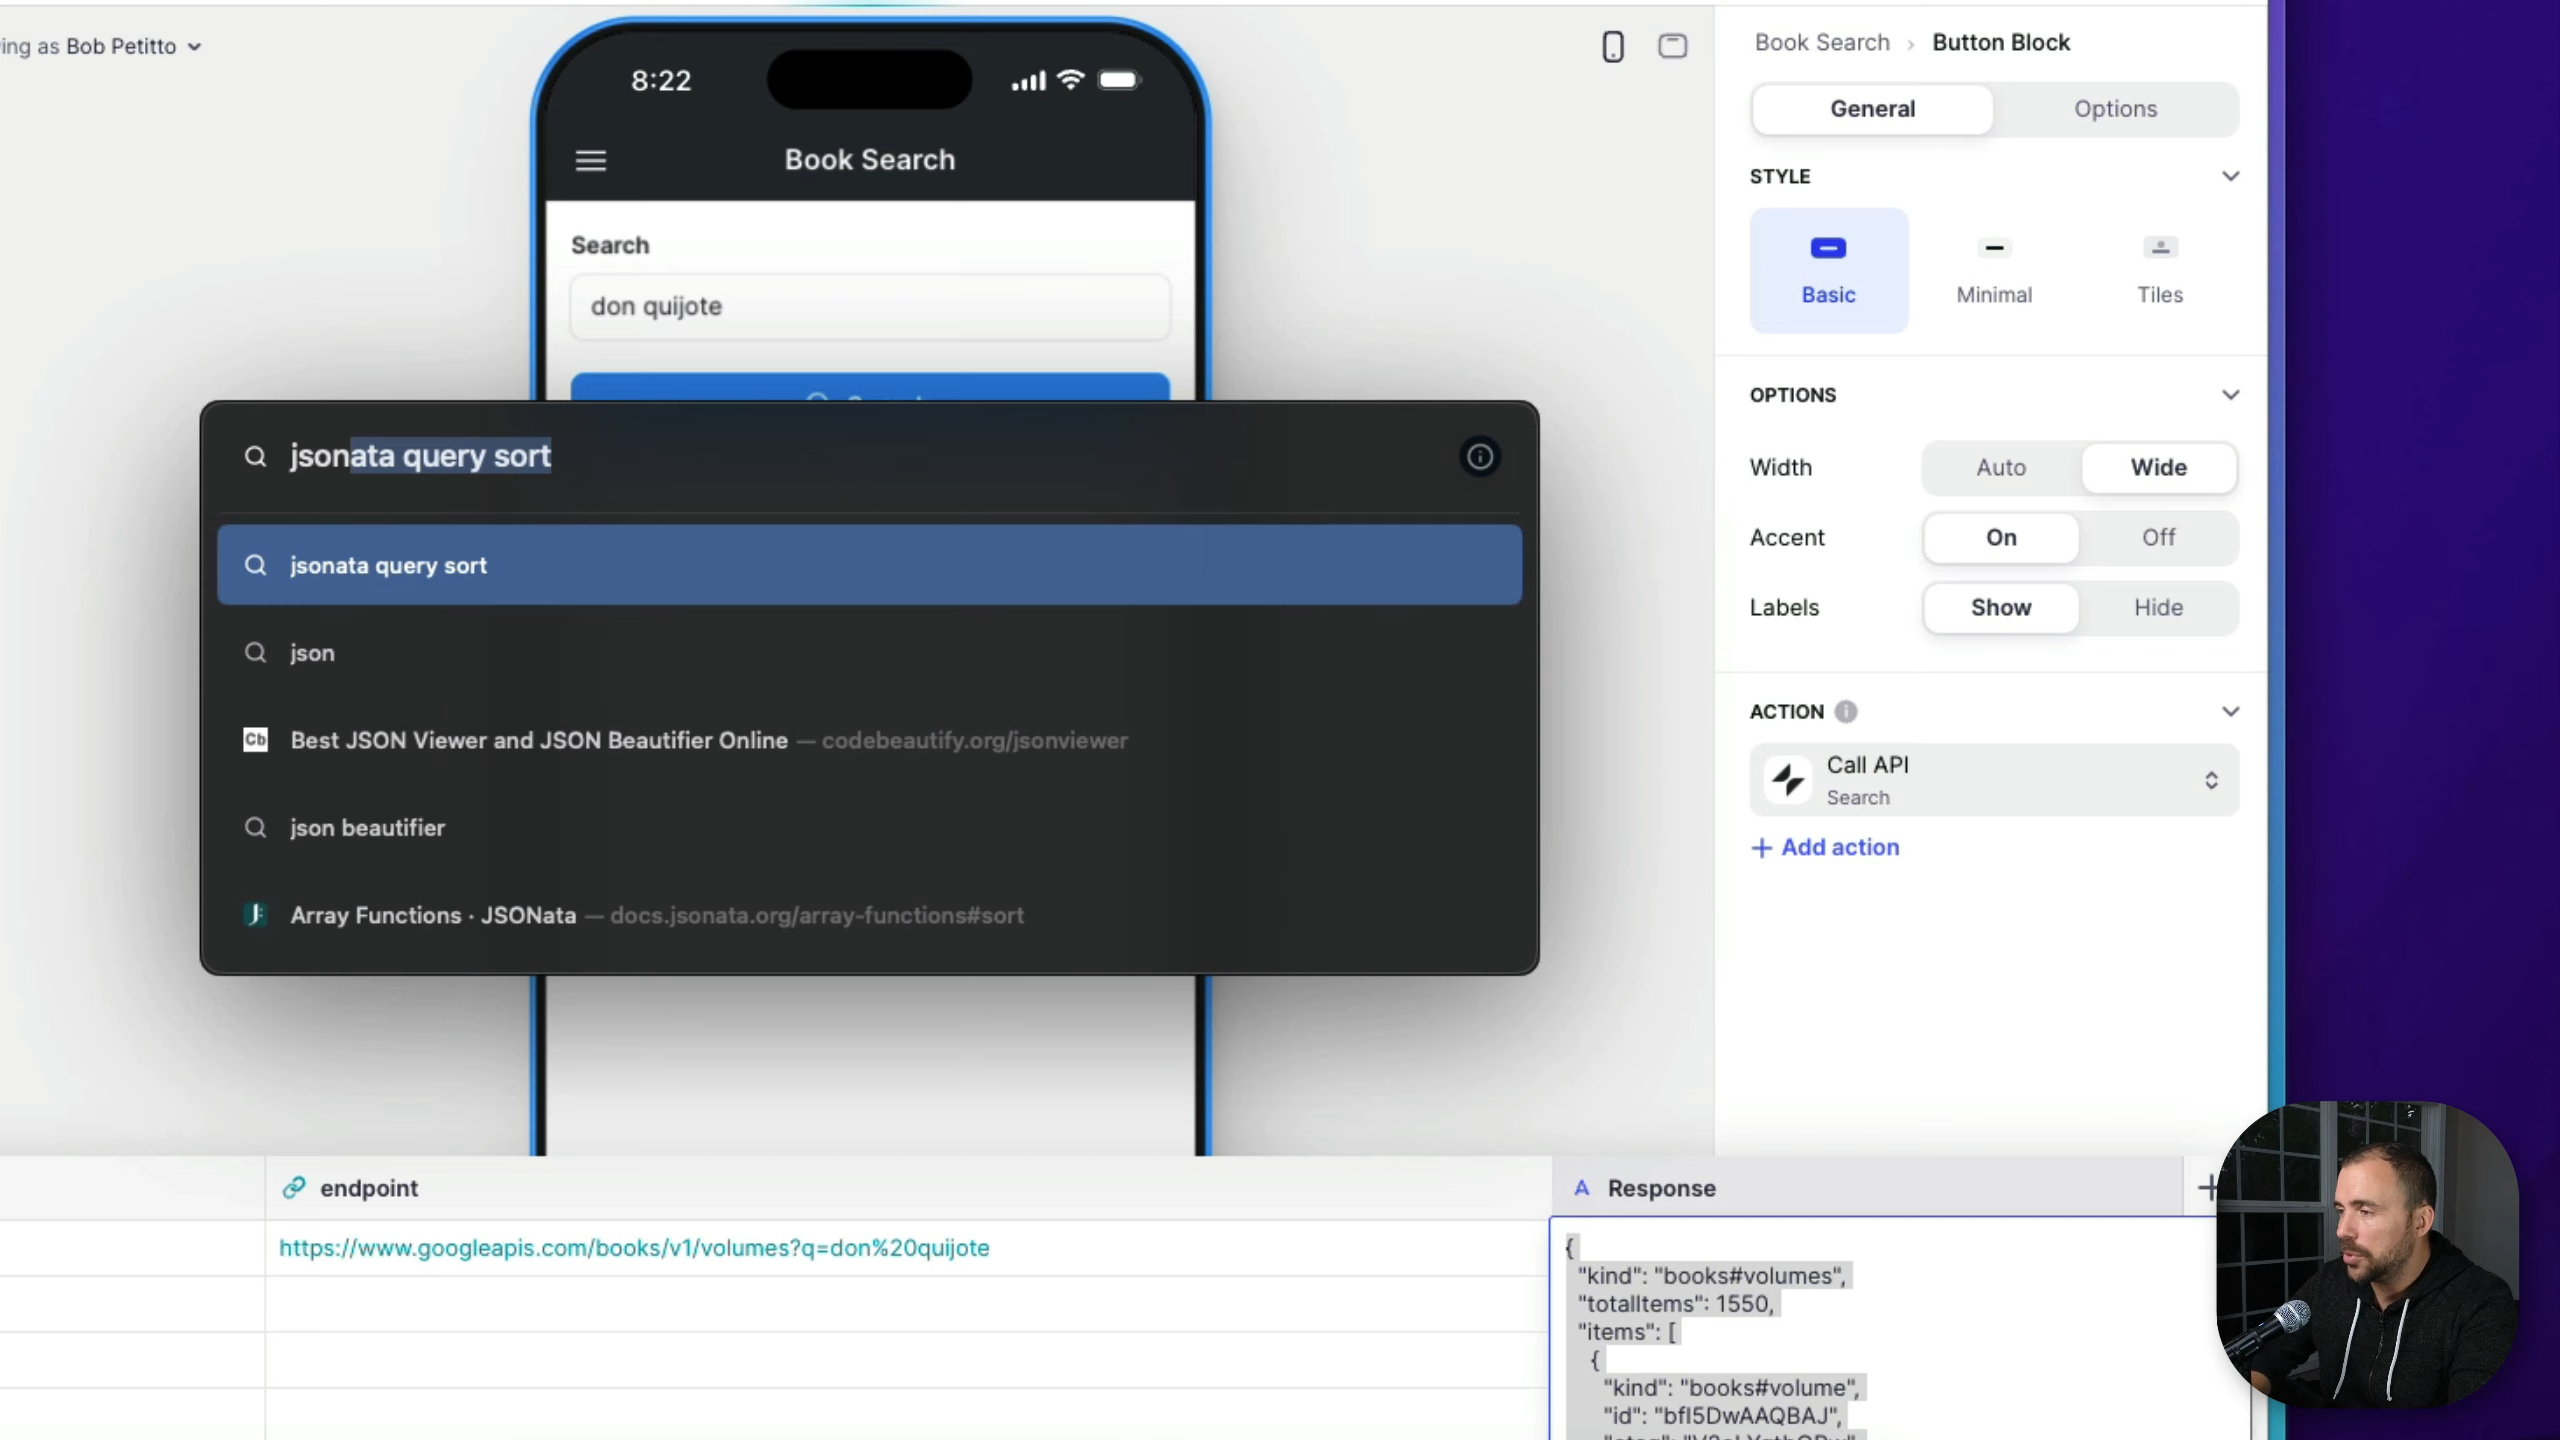 ing as Bob Petitto
8:22
Book Search
Search
don quijote
json​ata query sort
jsonata query sort
json
Cb Best JSON Viewer and JSON Beautifier Online — codebeautify.org/jsonviewer
json beautifier
Array Functions · JSONata — docs.jsonata.org/array-functions#sort
Book Search › Button Block
General
Options
STYLE
Basic
Minimal
Tiles
OPTIONS
Width
Auto
Wide
Accent
On
Off
Labels
Show
Hide
ACTION
Call API
Search
+ Add action
endpoint
A Response
https://www.googleapis.com/books/v1/volumes?q=don%20quijote
{
"kind": "books#volumes",
"totalItems": 1550,
"items": [
{
"kind": "books#volume",
"id": "bfI5DwAAQBAJ",